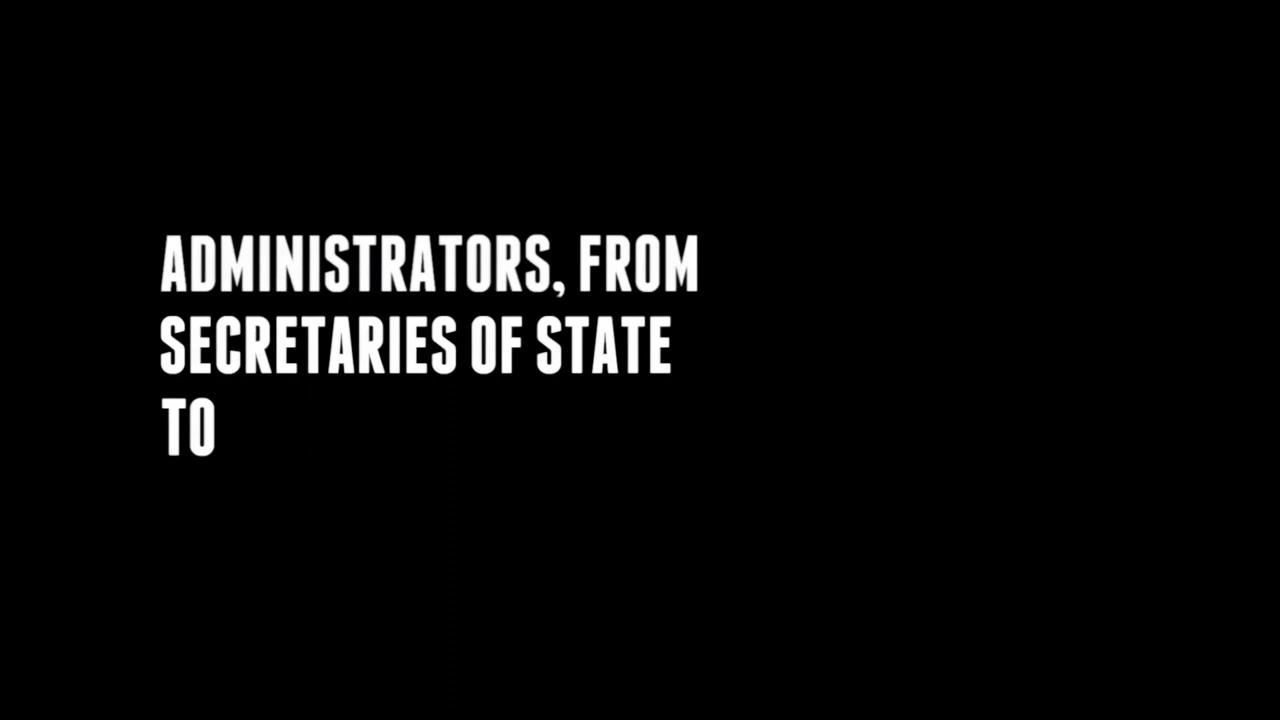 ADMINISTRATORS, FROM
SECRETARIES OF STATE
TO